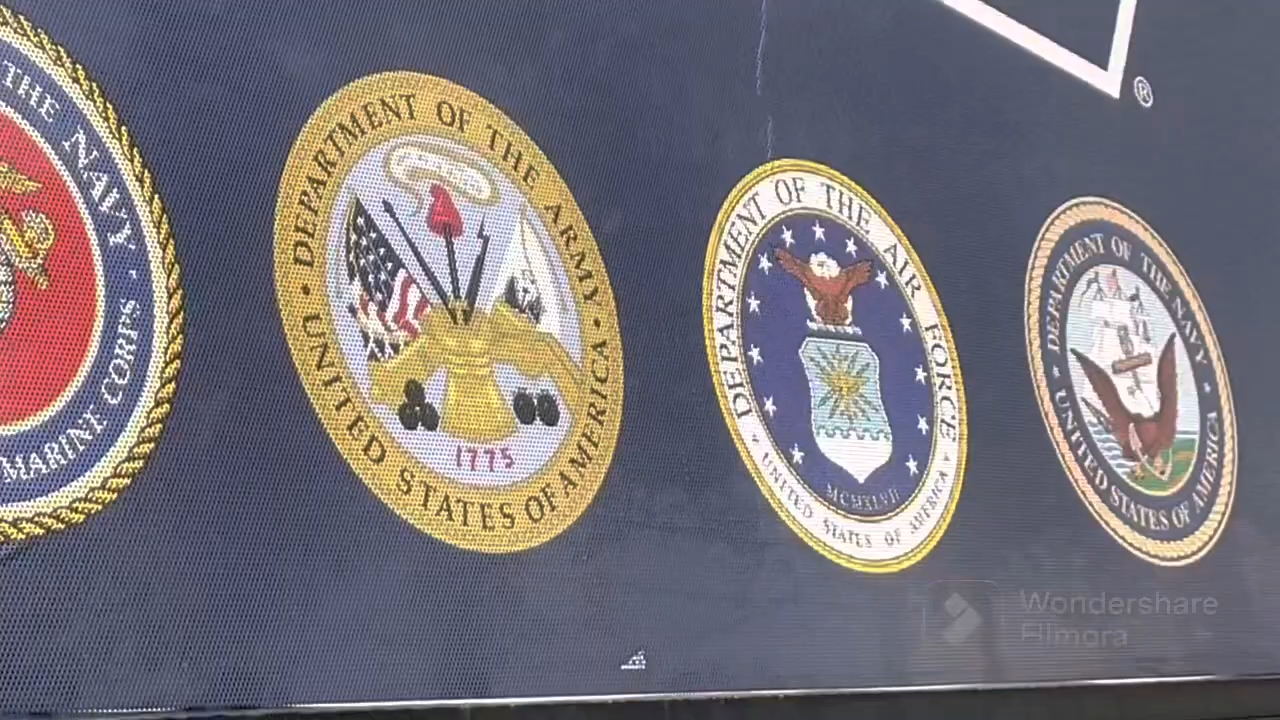 THE NAVY ·
MARINE CORPS
· DEPARTMENT OF THE ARMY ·
UNITED STATES OF AMERICA
1775
DEPARTMENT OF THE AIR FORCE
MCMXLVII
UNITED STATES OF AMERICA
DEPARTMENT OF THE NAVY
UNITED STATES OF AMERICA
®
Wondershare
Filmora